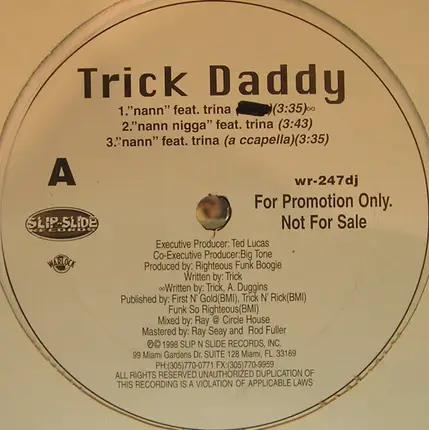 Trick Daddy
1."nann" feat. trina (3:35)∞
2."nann nigga" feat. trina (3:43)
3."nann" feat. trina (a ccapella)(3:35)
A
wr-247dj
For Promotion Only.
Not For Sale
SLIP-N-SLIDE
RECORDS
WARLOCK
Executive Producer: Ted Lucas
Co-Executive Producer:Big Tone
Produced by: Righteous Funk Boogie
Written by: Trick
∞Written by: Trick, A. Duggins
Published by: First N' Gold(BMI), Trick N' Rick(BMI)
Funk So Righteous(BMI)
Mixed by: Ray @ Circle House
Mastered by: Ray Seay and Rod Fuller
℗© 1998 SLIP N SLIDE RECORDS, INC.
99 Miami Gardens Dr. SUITE 128 Miami, FL. 33169
PH:(305)770-0771 FX:(305)770-9959
ALL RIGHTS RESERVED.UNAUTHORIZED DUPLICATION OF
THIS RECORDING IS A VIOLATION OF APPLICABLE LAWS